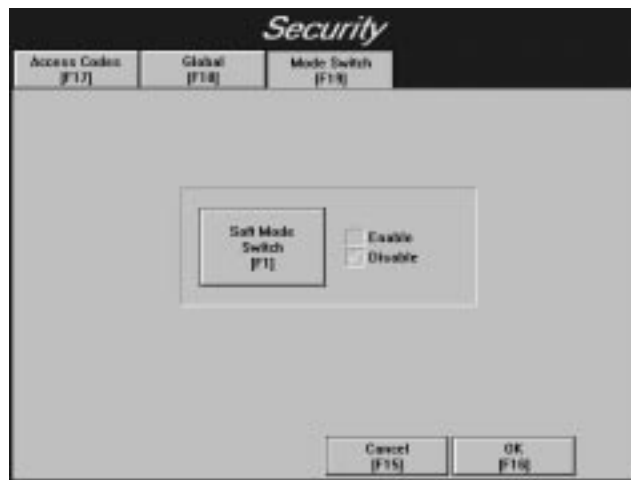 Security
Access Codes
[F17]
Global
[F18]
Mode Switch
[F19]
Soft Mode
Switch
[F1]
Enable
Disable
Cancel
[F15]
OK
[F16]